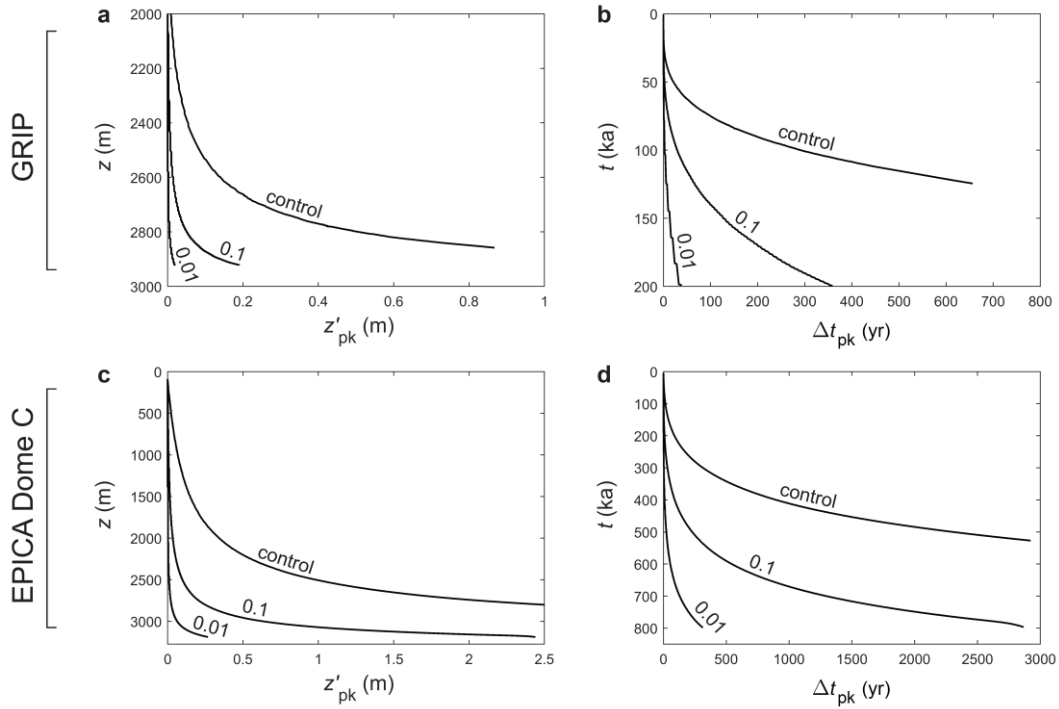 GRIP
a
2000
2200
2400
2600
2800
3000
z (m)
control
0.1
0.01
0 0.2 0.4 0.6 0.8 1
z′pk (m)
b
0
50
100
150
200
t (ka)
control
0.1
0.01
0 100 200 300 400 500 600 700 800
Δtpk (yr)
EPICA Dome C
c
0
500
1000
1500
2000
2500
3000
z (m)
control
0.1
0.01
0 0.5 1 1.5 2 2.5
z′pk (m)
d
0
100
200
300
400
500
600
700
800
t (ka)
control
0.1
0.01
0 500 1000 1500 2000 2500 3000
Δtpk (yr)